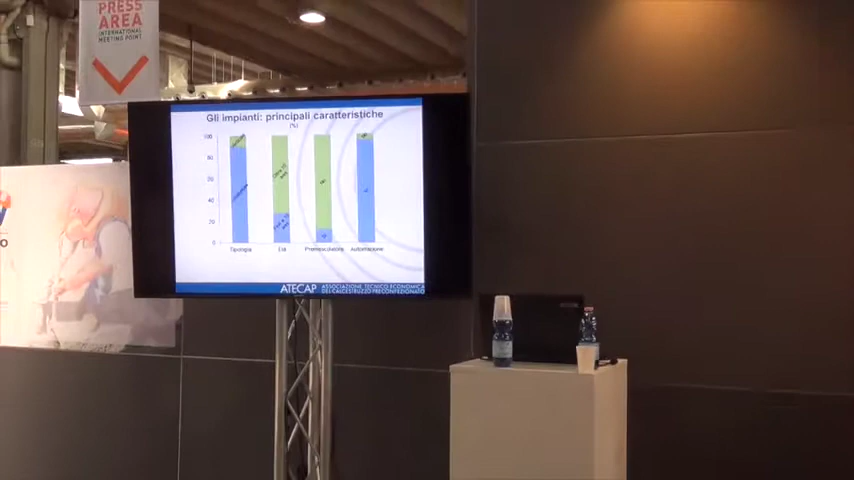 PRESS
AREA
INTERNATIONAL
MEETING POINT
Gli impianti: principali caratteristiche
(%)
100
80
60
40
20
0
Tipologia
Età
Premescolatore
Automazione
ATECAP
ASSOCIAZIONE TECNICO ECONOMICA
DEL CALCESTRUZZO PRECONFEZIONATO